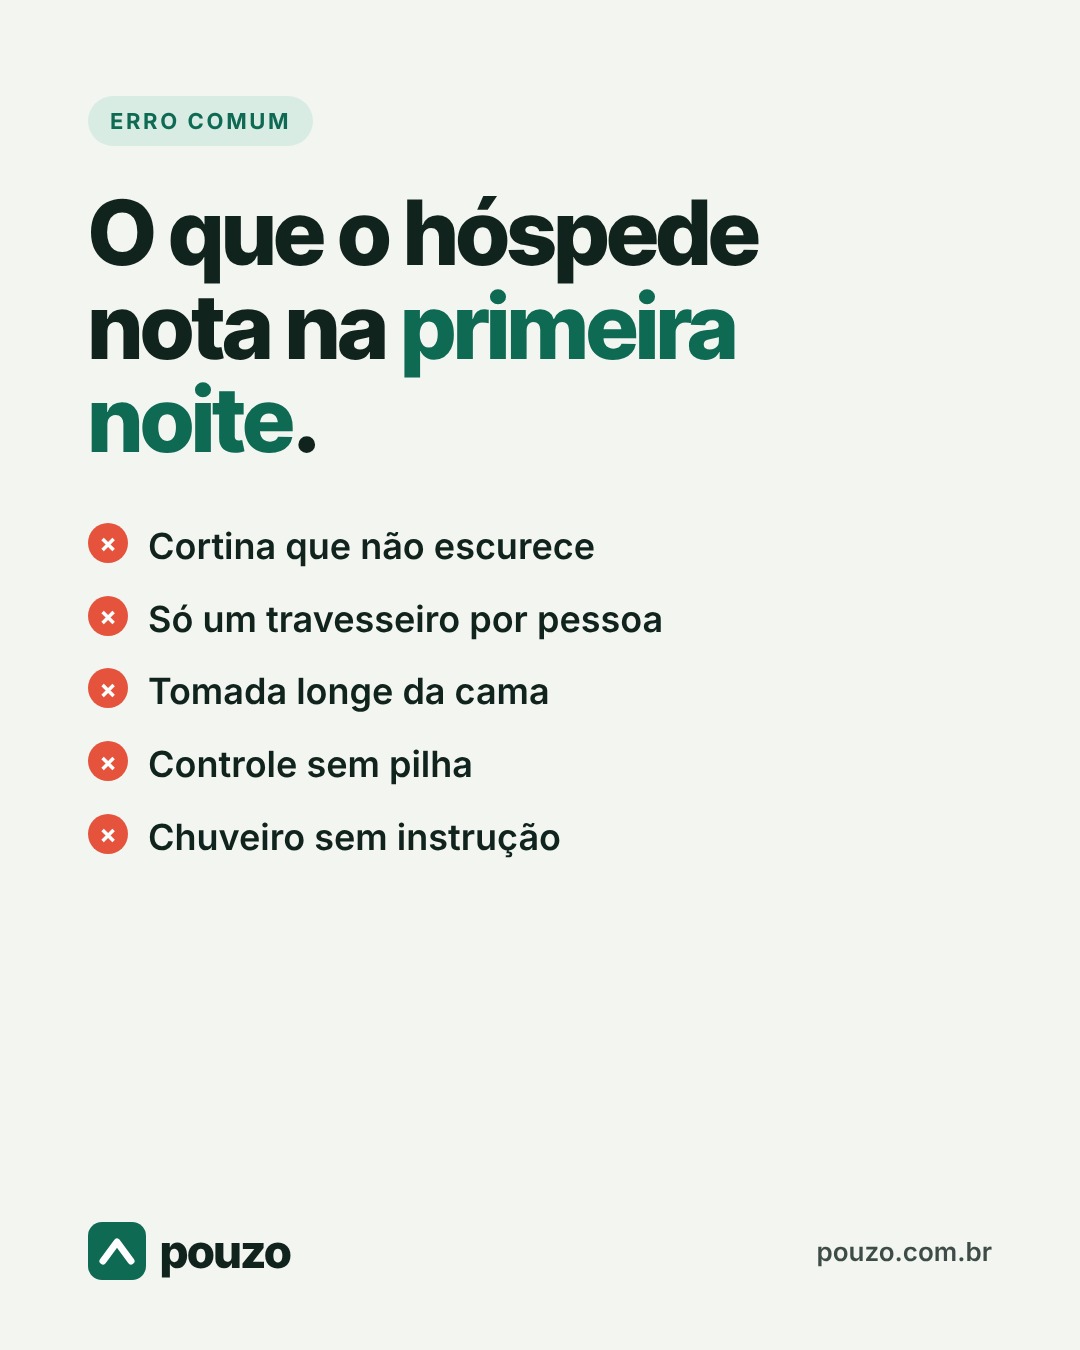 ERRO COMUM
O que o hóspede
nota na primeira
noite.
Cortina que não escurece
Só um travesseiro por pessoa
Tomada longe da cama
Controle sem pilha
Chuveiro sem instrução
pouzo
pouzo.com.br